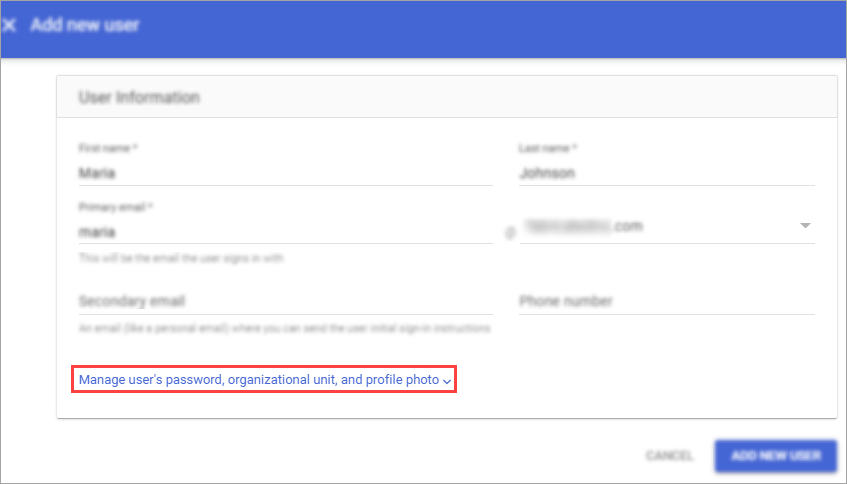 Add new user
User Information
First name *
Last name *
Maria
Johnson
Primary email *
maria
@
.com
This will be the email the user signs in with
Secondary email
Phone number
An email (like a personal email) where you can send the user initial sign-in instructions
Manage user's password, organizational unit, and profile photo
CANCEL
ADD NEW USER